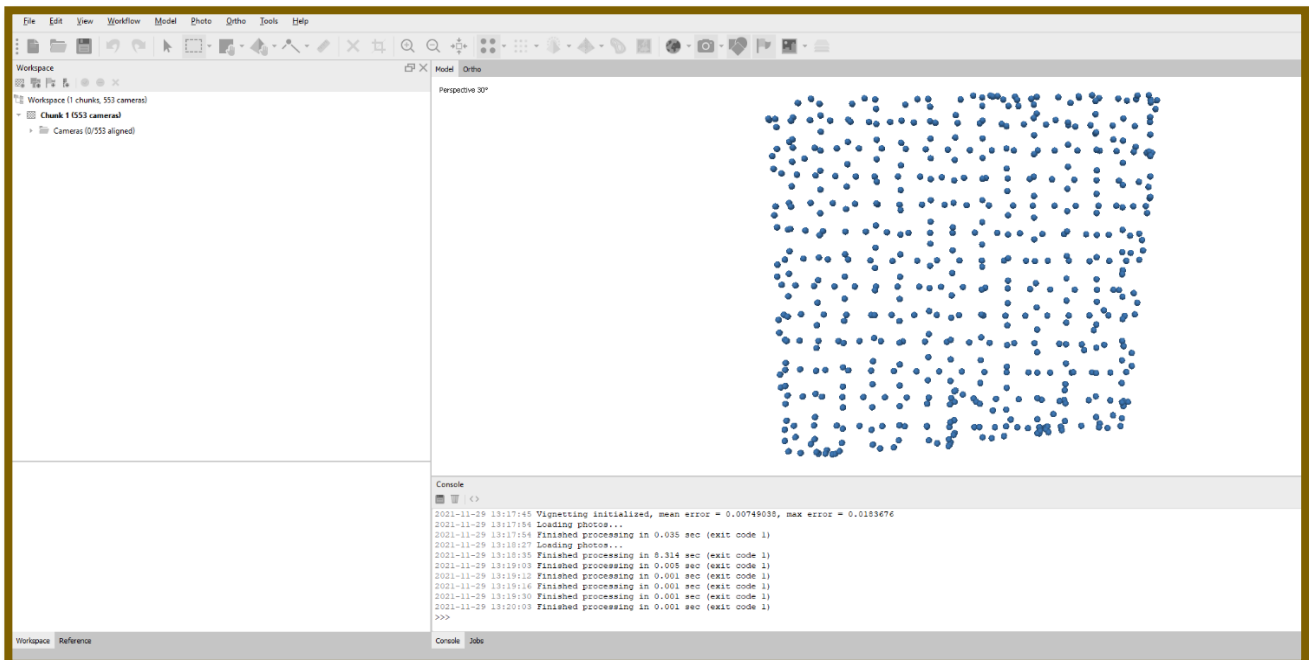 File Edit View Workflow Model Photo Ortho Tools Help
Workspace
Workspace (1 chunks, 553 cameras)
Chunk 1 (553 cameras)
Cameras (0/553 aligned)
Workspace Reference
Model Ortho
Perspective 30°
Console
2021-11-29 13:17:45 Vignetting initialized, mean error = 0.00749038, max error = 0.0183676
2021-11-29 13:17:54 Loading photos...
2021-11-29 13:17:54 Finished processing in 0.035 sec (exit code 1)
2021-11-29 13:18:27 Loading photos...
2021-11-29 13:18:35 Finished processing in 8.314 sec (exit code 1)
2021-11-29 13:19:03 Finished processing in 0.005 sec (exit code 1)
2021-11-29 13:19:12 Finished processing in 0.001 sec (exit code 1)
2021-11-29 13:19:16 Finished processing in 0.001 sec (exit code 1)
2021-11-29 13:19:30 Finished processing in 0.001 sec (exit code 1)
2021-11-29 13:20:03 Finished processing in 0.001 sec (exit code 1)
>>>
Console Jobs